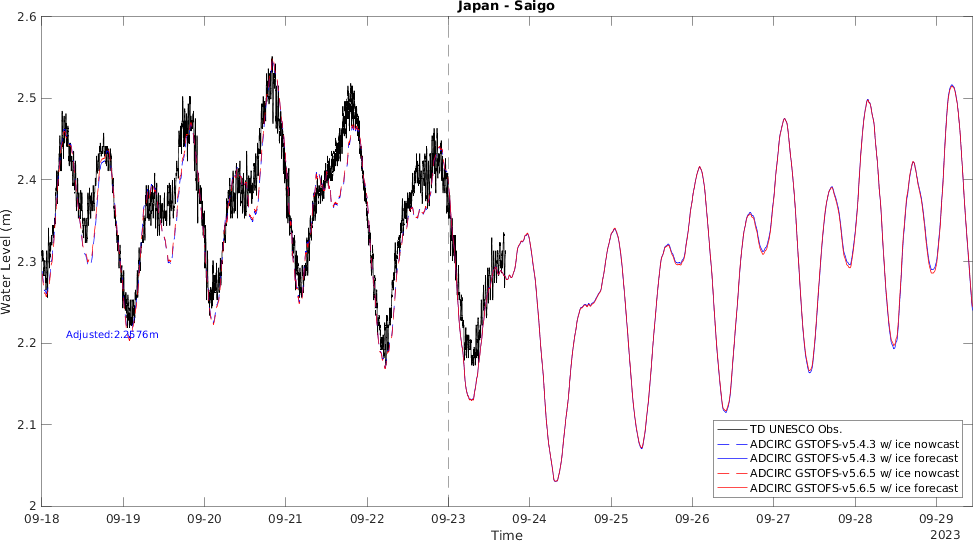 Japan - Saigo
2.6
2.5
2.4
2.3
2.2
2.1
2
Water Level (m)
Adjusted:2.2576m
TD UNESCO Obs.
ADCIRC GSTOFS-v5.4.3 w/ ice nowcast
ADCIRC GSTOFS-v5.4.3 w/ ice forecast
ADCIRC GSTOFS-v5.6.5 w/ ice nowcast
ADCIRC GSTOFS-v5.6.5 w/ ice forecast
09-18 09-19 09-20 09-21 09-22 09-23 09-24 09-25 09-26 09-27 09-28 09-29
Time
2023